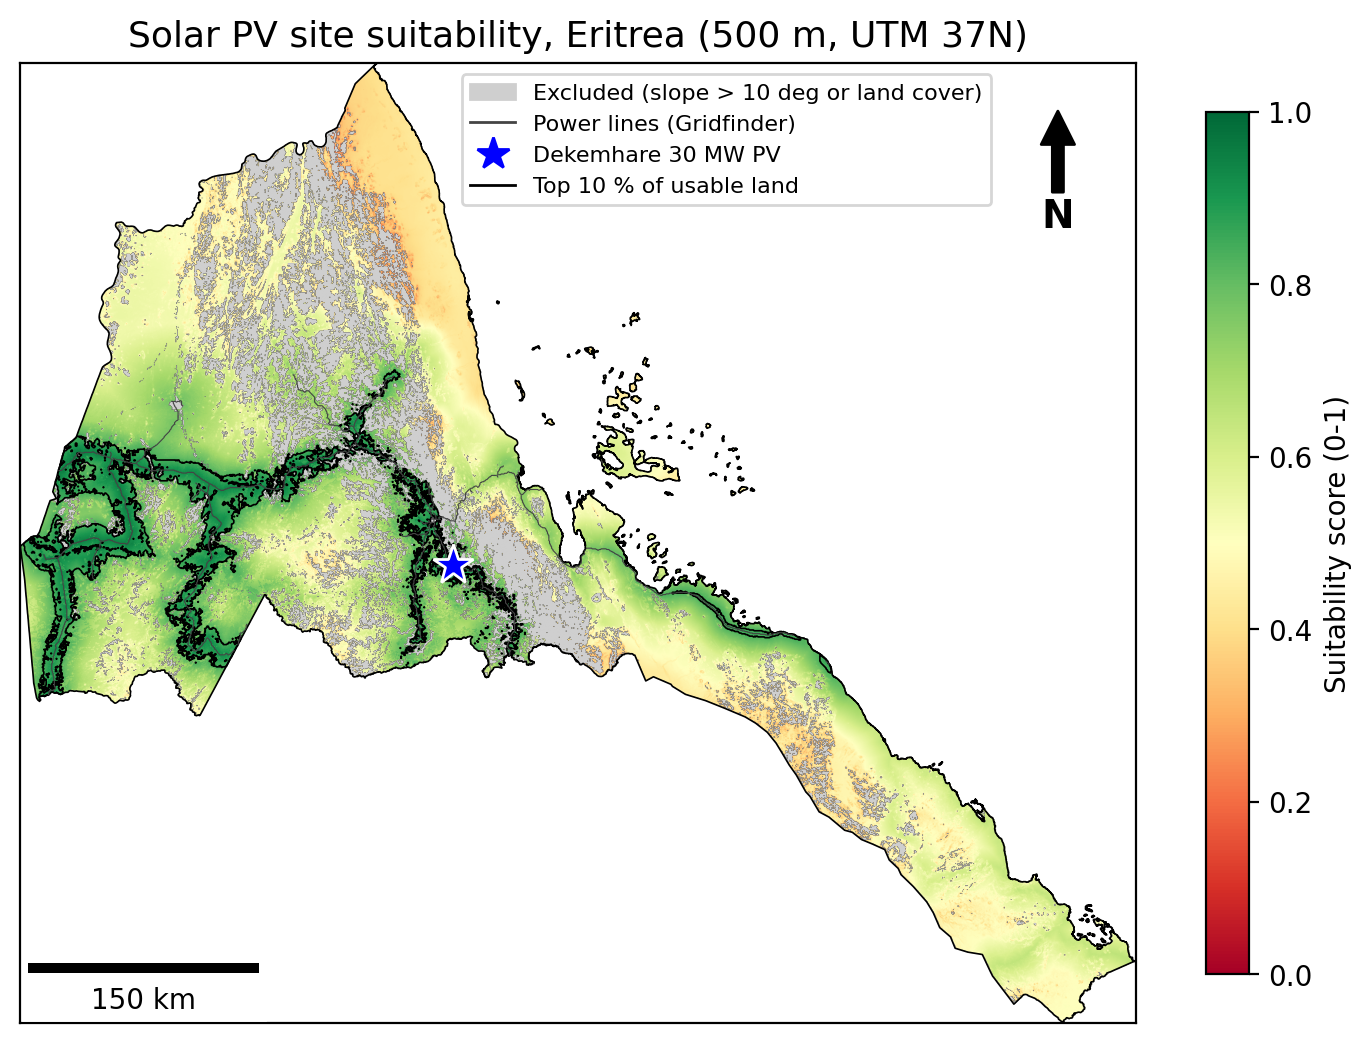 Solar PV site suitability, Eritrea (500 m, UTM 37N)
Excluded (slope > 10 deg or land cover)
Power lines (Gridfinder)
Dekemhare 30 MW PV
Top 10 % of usable land
N
150 km
1.0
0.8
0.6
0.4
0.2
0.0
Suitability score (0-1)